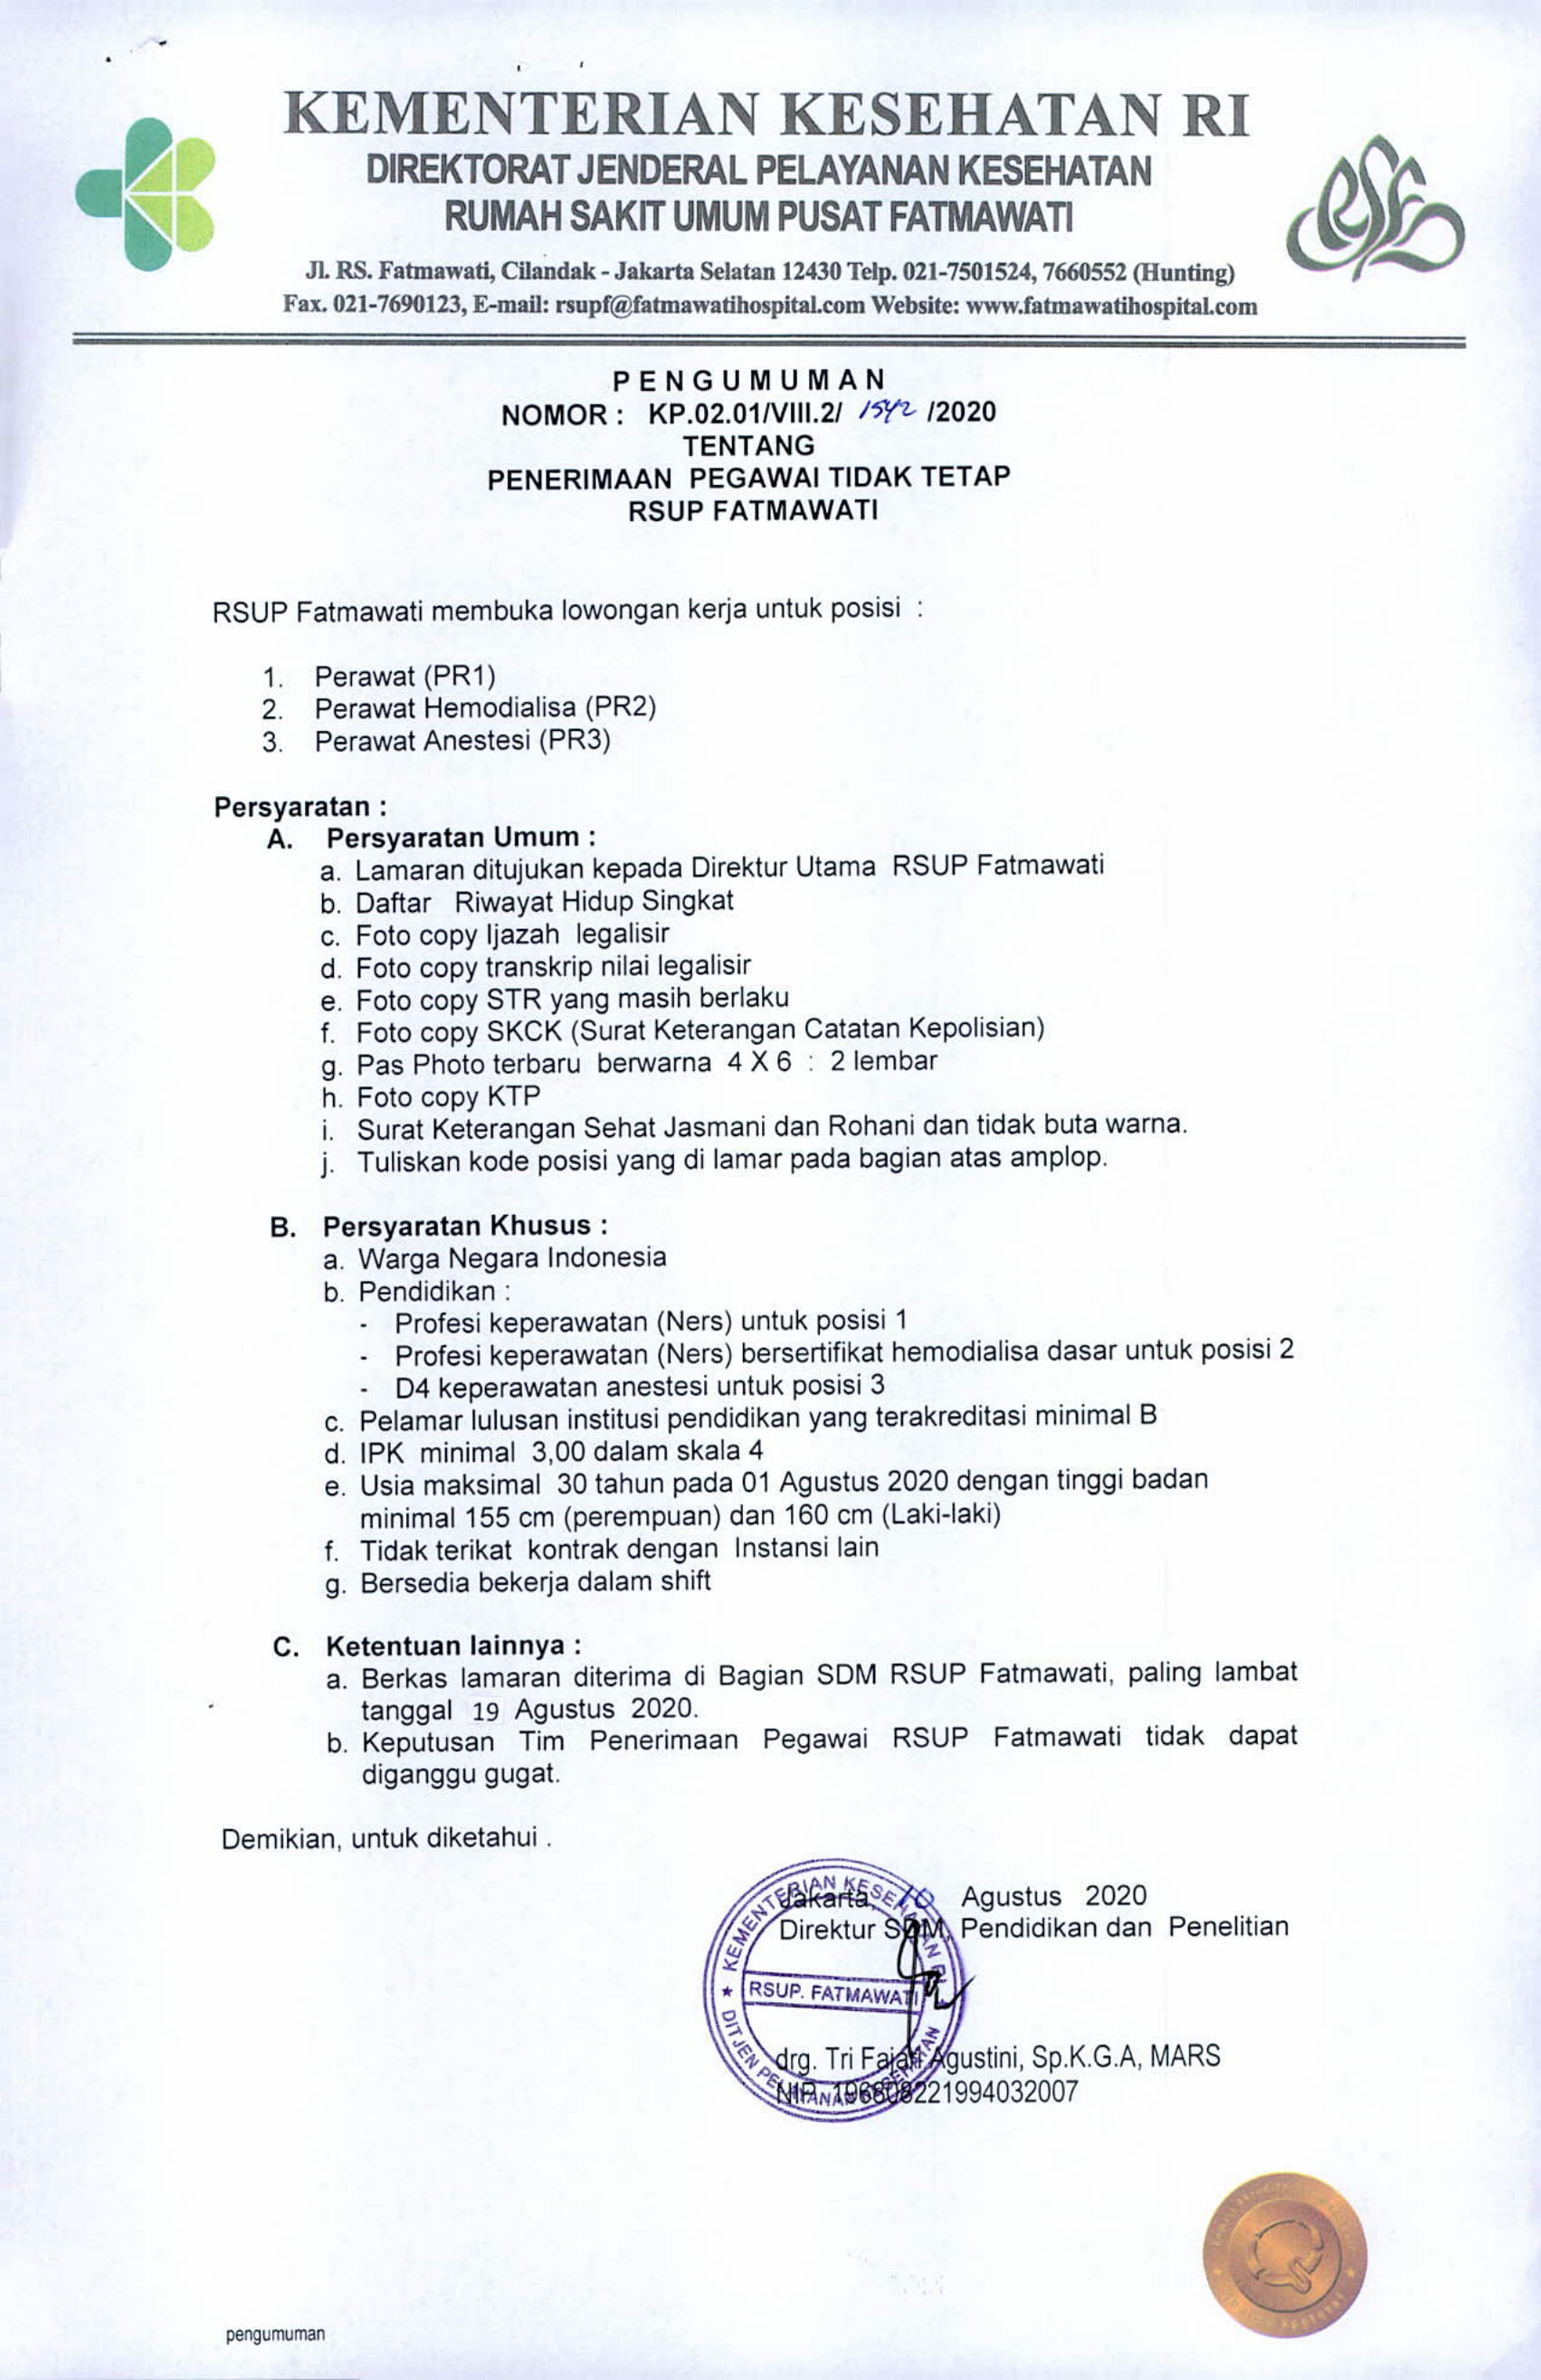 KEMENTERIAN KESEHATAN RI
DIREKTORAT JENDERAL PELAYANAN KESEHATAN
RUMAH SAKIT UMUM PUSAT FATMAWATI
Jl. RS. Fatmawati, Cilandak - Jakarta Selatan 12430 Telp. 021-7501524, 7660552 (Hunting)
Fax. 021-7690123, E-mail: rsupf@fatmawatihospital.com Website: www.fatmawatihospital.com
PENGUMUMAN
NOMOR : KP.02.01/VIII.2/ 1542 /2020
TENTANG
PENERIMAAN PEGAWAI TIDAK TETAP
RSUP FATMAWATI
RSUP Fatmawati membuka lowongan kerja untuk posisi :
1. Perawat (PR1)
2. Perawat Hemodialisa (PR2)
3. Perawat Anestesi (PR3)
Persyaratan :
A. Persyaratan Umum :
a. Lamaran ditujukan kepada Direktur Utama RSUP Fatmawati
b. Daftar Riwayat Hidup Singkat
c. Foto copy Ijazah legalisir
d. Foto copy transkrip nilai legalisir
e. Foto copy STR yang masih berlaku
f. Foto copy SKCK (Surat Keterangan Catatan Kepolisian)
g. Pas Photo terbaru berwarna 4 X 6 : 2 lembar
h. Foto copy KTP
i. Surat Keterangan Sehat Jasmani dan Rohani dan tidak buta warna.
j. Tuliskan kode posisi yang di lamar pada bagian atas amplop.
B. Persyaratan Khusus :
a. Warga Negara Indonesia
b. Pendidikan :
- Profesi keperawatan (Ners) untuk posisi 1
- Profesi keperawatan (Ners) bersertifikat hemodialisa dasar untuk posisi 2
- D4 keperawatan anestesi untuk posisi 3
c. Pelamar lulusan institusi pendidikan yang terakreditasi minimal B
d. IPK minimal 3,00 dalam skala 4
e. Usia maksimal 30 tahun pada 01 Agustus 2020 dengan tinggi badan
minimal 155 cm (perempuan) dan 160 cm (Laki-laki)
f. Tidak terikat kontrak dengan Instansi lain
g. Bersedia bekerja dalam shift
C. Ketentuan lainnya :
a. Berkas lamaran diterima di Bagian SDM RSUP Fatmawati, paling lambat
tanggal 19 Agustus 2020.
b. Keputusan Tim Penerimaan Pegawai RSUP Fatmawati tidak dapat
diganggu gugat.
Demikian, untuk diketahui .
Jakarta, 10 Agustus 2020
Direktur SDM, Pendidikan dan Penelitian
KEMENTERIAN KESEHATAN RI
RSUP. FATMAWATI
DITJEN PELAYANAN KESEHATAN
drg. Tri Fajari Agustini, Sp.K.G.A, MARS
NIP. 196808221994032007
pengumuman